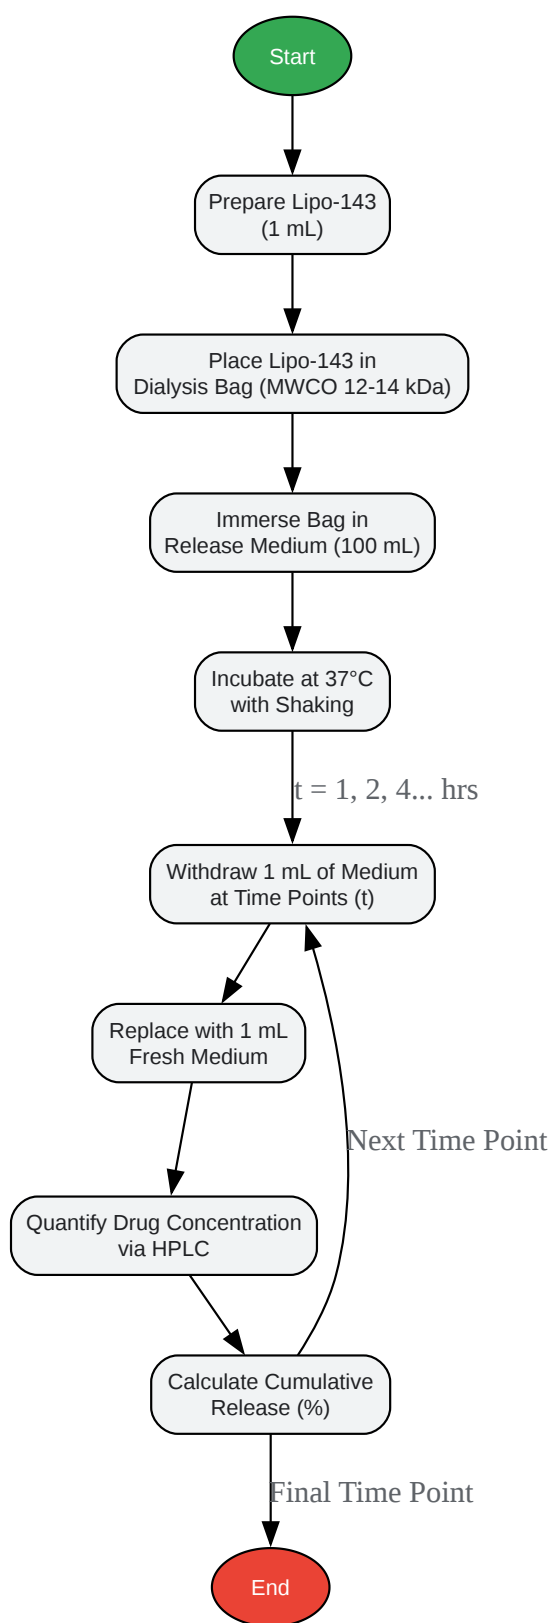 Start
Prepare Lipo-143
(1 mL)
Place Lipo-143 in
Dialysis Bag (MWCO 12-14 kDa)
Immerse Bag in
Release Medium (100 mL)
Incubate at 37°C
with Shaking
t = 1, 2, 4... hrs
Withdraw 1 mL of Medium
at Time Points (t)
Replace with 1 mL
Fresh Medium
Next Time Point
Quantify Drug Concentration
via HPLC
Calculate Cumulative
Release (%)
Final Time Point
End